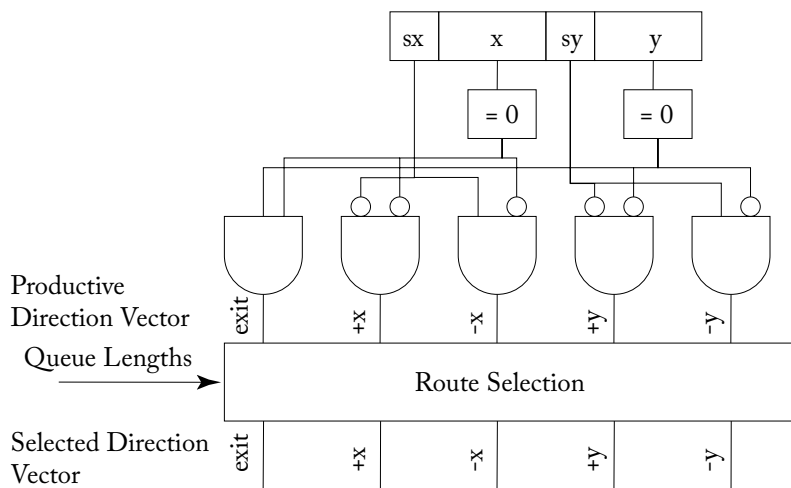 sx x sy y
= 0 = 0
Productive
Direction Vector
exit +x -x +y -y
Queue Lengths
Route Selection
Selected Direction
Vector
exit +x -x +y -y